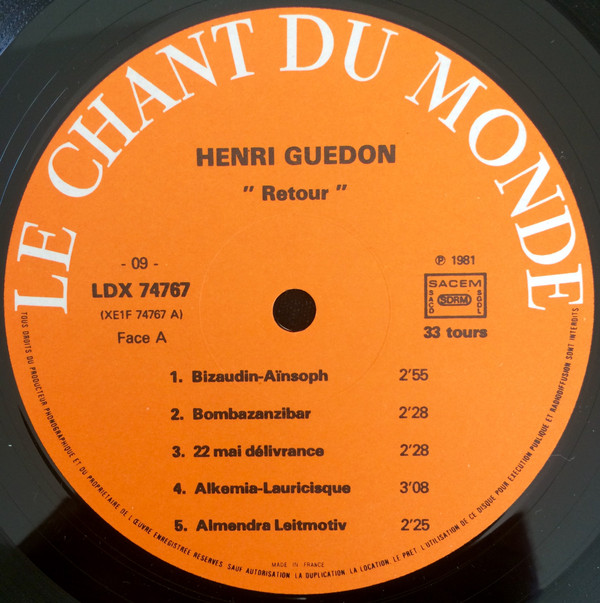 LE CHANT DU MONDE
HENRI GUEDON
" Retour "
- 09 -
LDX 74767
(XE1F 74767 A)
Face A
℗ 1981
SACEM
SACD
SDRM
SGDL
33 tours
1. Bizaudin-Aïnsoph 2'55
2. Bombazanzibar 2'28
3. 22 mai délivrance 2'28
4. Alkemia-Lauricisque 3'08
5. Almendra Leitmotiv 2'25
TOUS DROITS DU PRODUCTEUR PHONOGRAPHIQUE ET DU PROPRIETAIRE DE L'ŒUVRE ENREGISTREE RESERVES. SAUF AUTORISATION LA DUPLICATION, LA LOCATION, LE PRET, L'UTILISATION DE CE DISQUE POUR EXECUTION PUBLIQUE ET RADIODIFFUSION SONT INTERDITS
MADE IN FRANCE